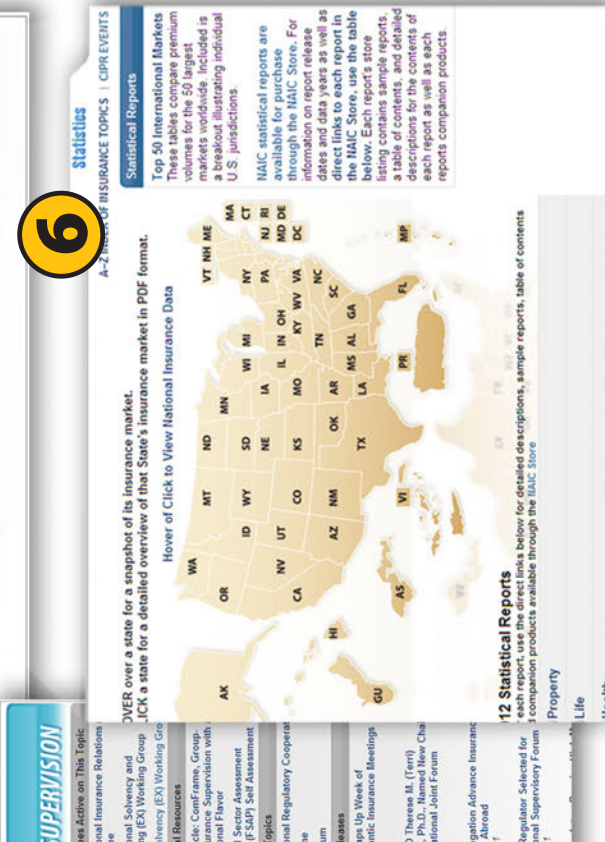 SUPERVISION
es Active on This Topic
onal Insurance Relations
onal Solvency and
ng (EX) Working Group
olvency (EX) Working Gro
al Resources
cle: ComFrame, Group-
urance Supervision with
onal Flavor
l Sector Assessment
(FSAP) Self Assessment
opics
onal Regulatory Cooperat
ne
um
leases
aps Up Week of
ntic Insurance Meetings
O Therese M. (Terri)
, Ph.D., Named New Cha
ational Joint Forum
gation Advance Insuranc
Abroad
Regulator Selected for
onal Supervisory Forum
6
Statistics
A-Z INDEX OF INSURANCE TOPICS | CIPR EVENTS
OVER over a state for a snapshot of its insurance market.
LICK a state for a detailed overview of that State's insurance market in PDF format.
Hover of Click to View National Insurance Data
WA MT ND MN VT NH ME
OR ID WY SD WI MI NY MA
NV UT NE IA PA CT
CA CO KS MO IL IN OH NJ RI
KY WV VA MD DE
DC
AZ NM OK AR TN NC
SC
TX LA MS AL GA
FL
AK HI GU AS VI PR MP
Statistical Reports
Top 50 International Markets
These tables compare premium
volumes for the 50 largest
markets worldwide. Included is
a breakout illustrating individual
U.S. jurisdictions.
NAIC statistical reports are
available for purchase
through the NAIC Store. For
information on report release
dates and data years as well as
direct links to each report in
the NAIC Store, use the table
below. Each report's store
listing contains sample reports,
a table of contents, and detailed
descriptions for the contents of
each report as well as each
reports companion products.
12 Statistical Reports
each report, use the direct links below for detailed descriptions, sample reports, table of contents
d companion products available through the NAIC Store
Property
Life